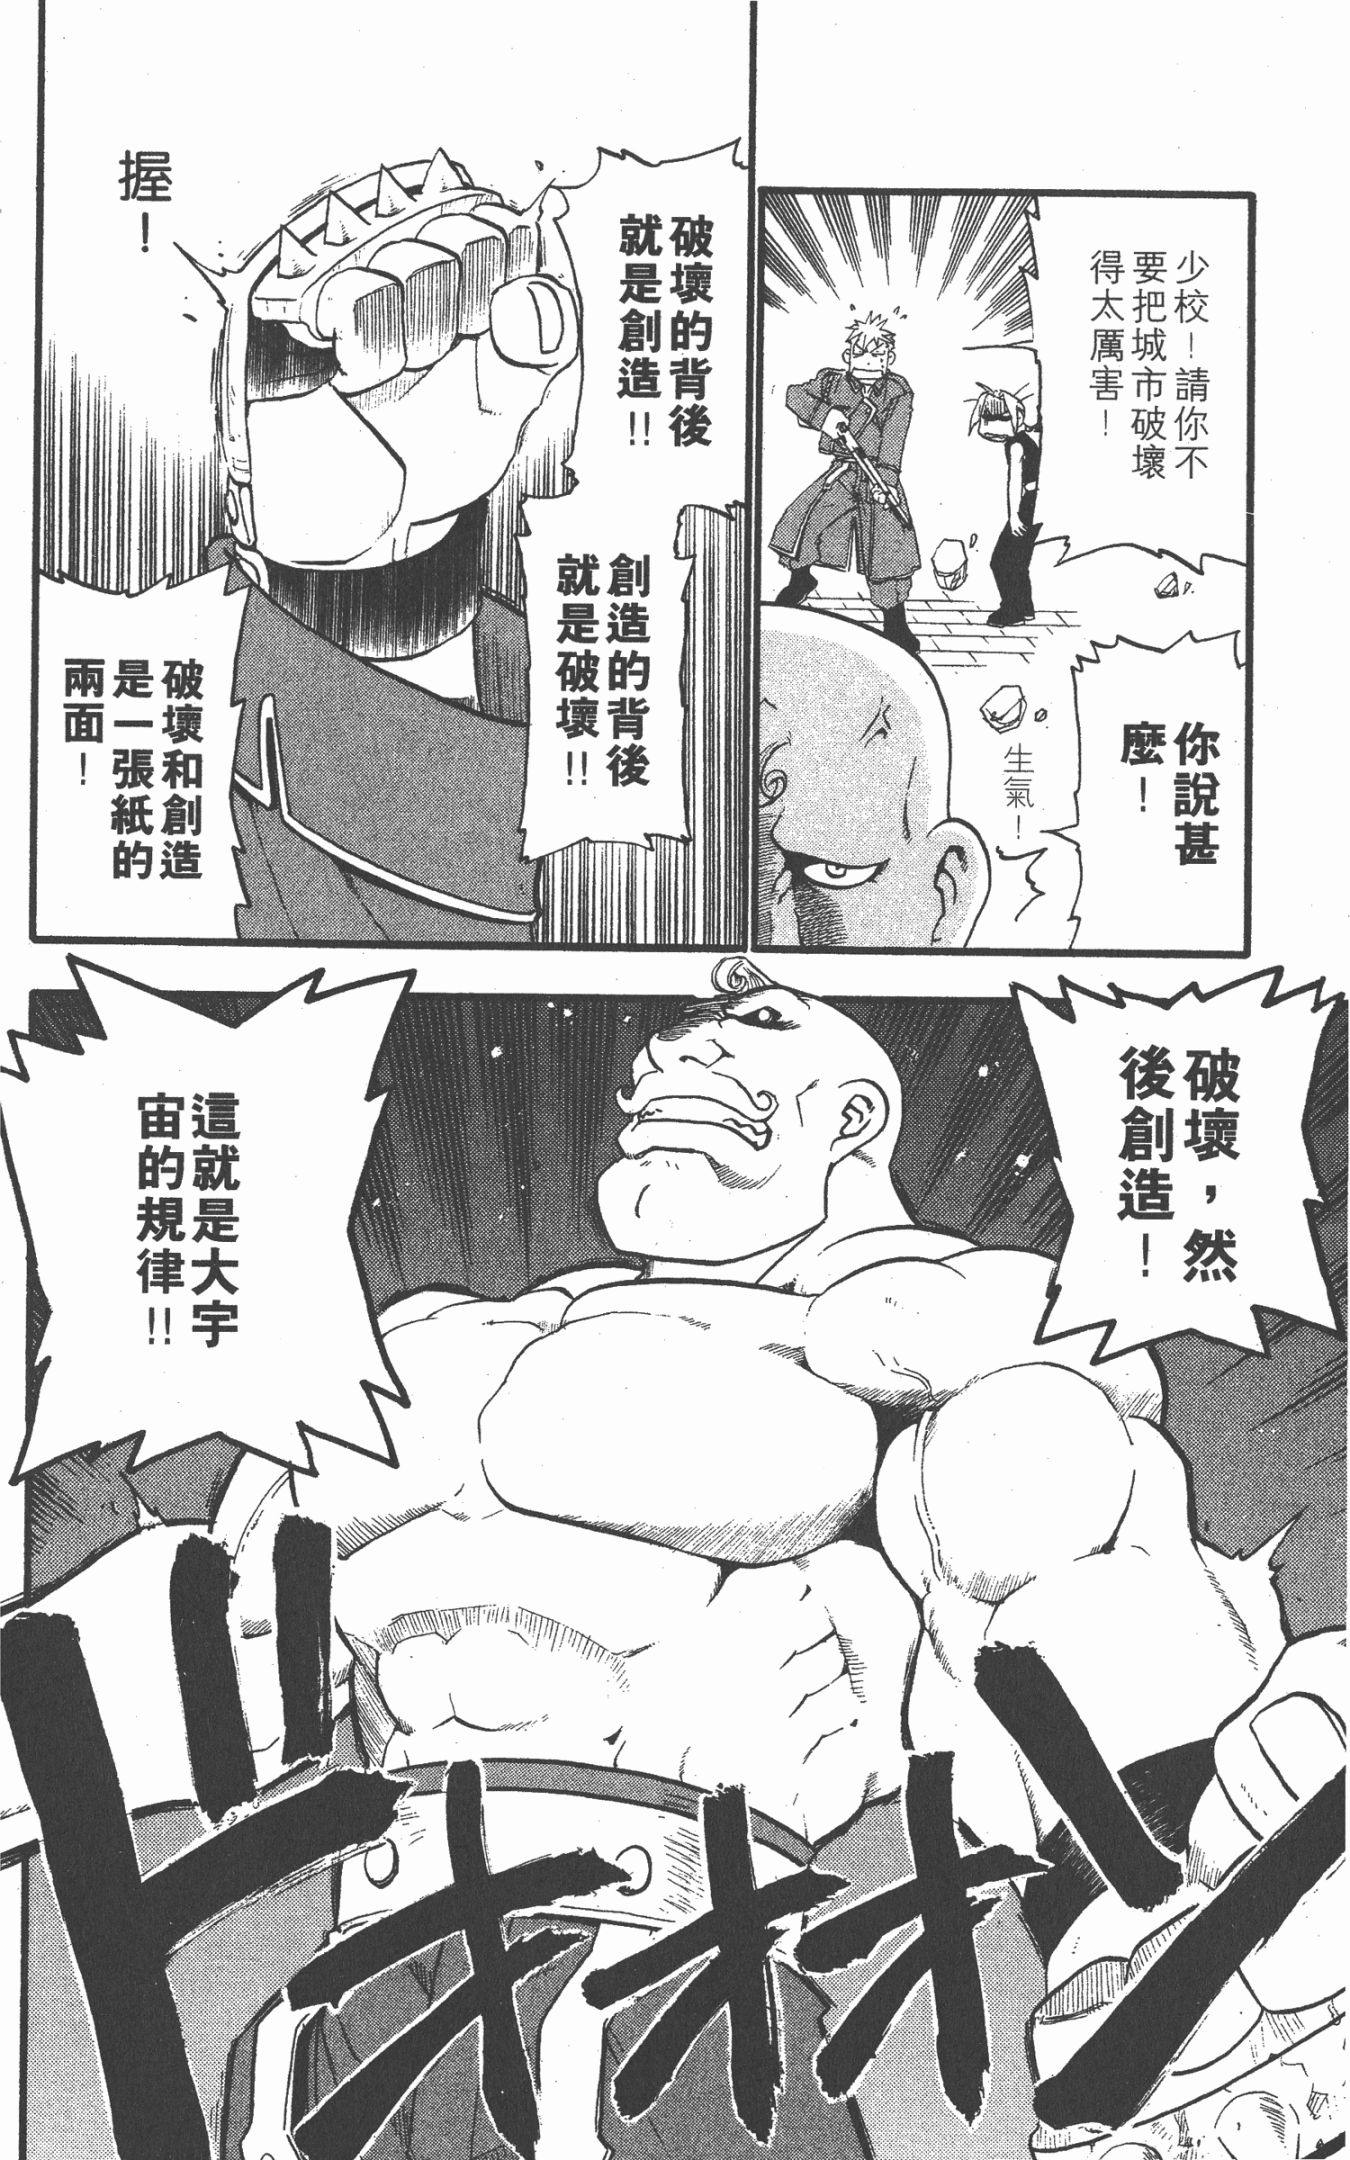 少校！請你不
要把城市破壞
得太厲害！
你說甚
麼！
生氣！
破壞的背後
就是創造!!
創造的背後
就是破壞!!
握！
破壞和創造
是一張紙的
兩面！
破壞，然
後創造！
這就是大宇
宙的規律!!
ドオオオン